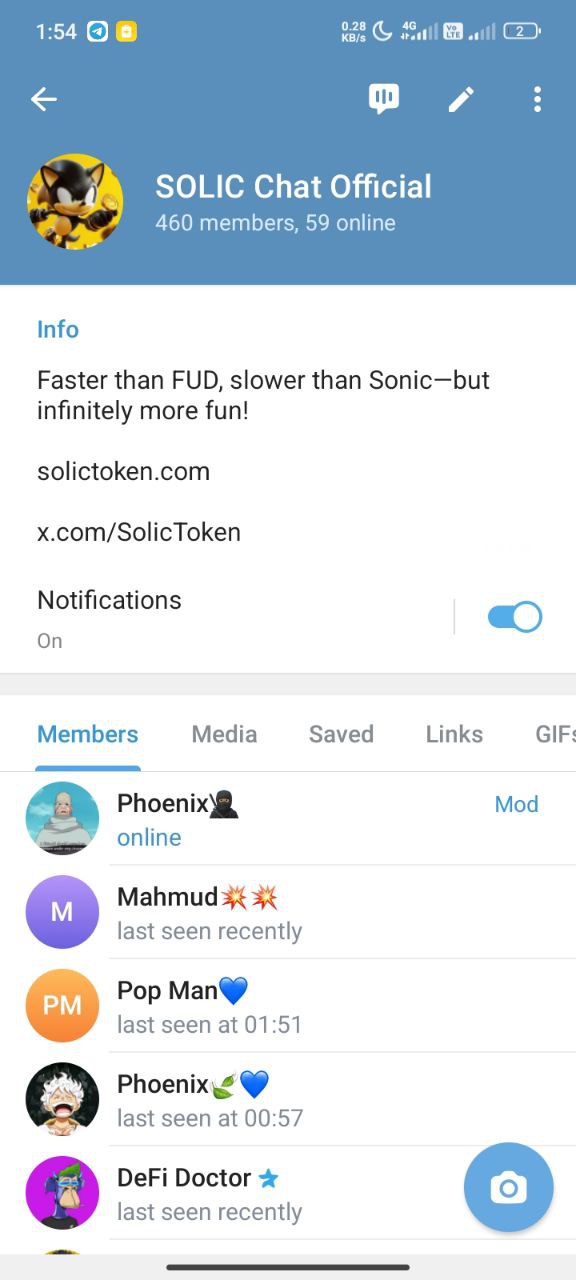 1:54
0.28 KB/s
4G
Vo LTE
2
SOLIC Chat Official
460 members, 59 online
Info
Faster than FUD, slower than Sonic—but
infinitely more fun!
solictoken.com
x.com/SolicToken
Notifications
On
Members Media Saved Links GIFs
Phoenix🥷 Mod
online
M
Mahmud💥💥
last seen recently
PM
Pop Man💙
last seen at 01:51
Phoenix🍃💙
last seen at 00:57
DeFi Doctor
last seen recently